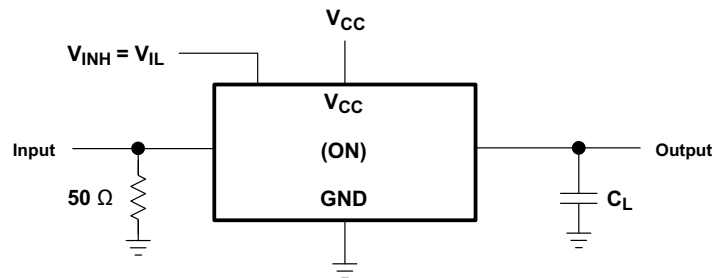 V_CC
V_INH = V_IL
V_CC
Input
(ON)
Output
50 Ω
GND
C_L